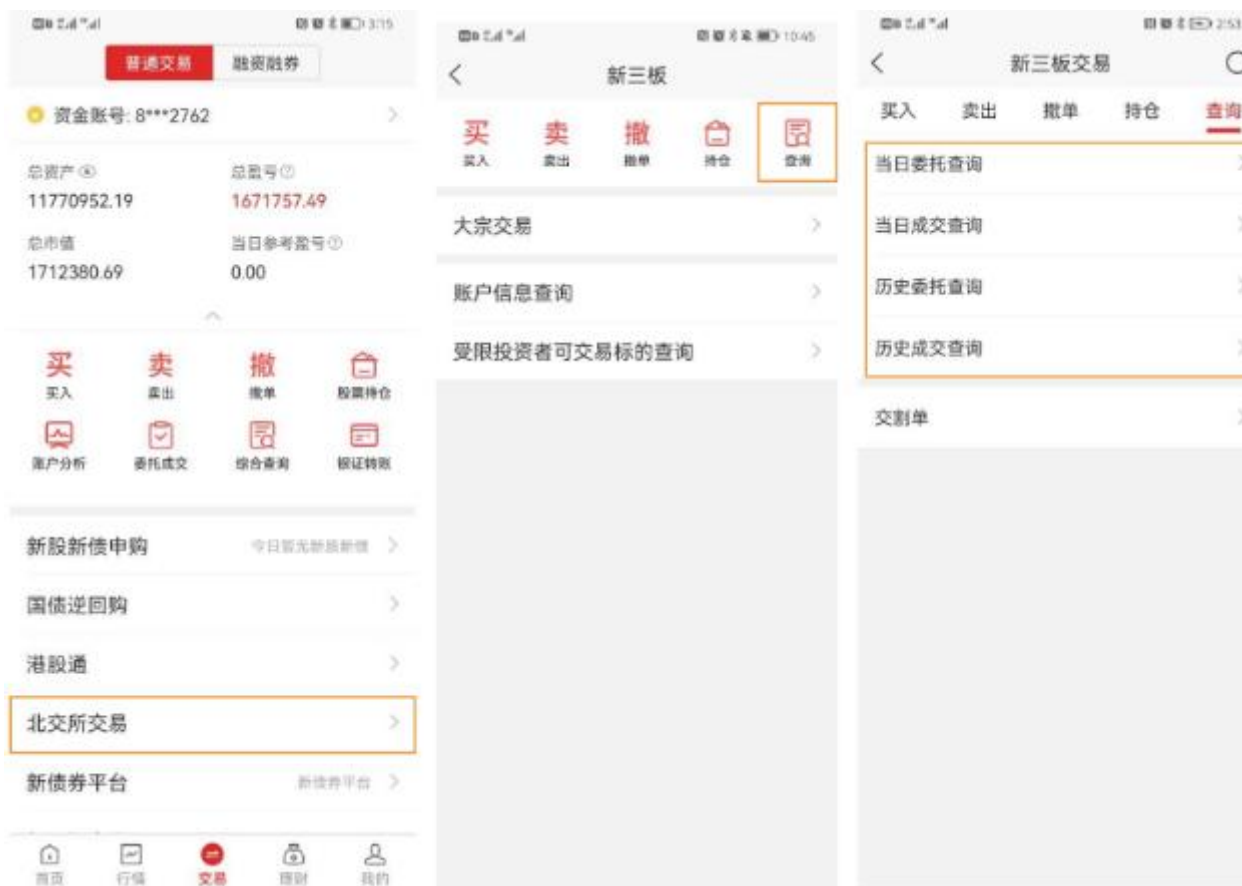 3:15
普通交易 融资融券
资金账号: 8***2762
总资产 总盈亏
11770952.19 1671757.49
总市值 当日参考盈亏
1712380.69 0.00
买 卖 撤
买入 卖出 撤单 股票持仓
账户分析 委托成交 综合查询 银证转账
新股新债申购 今日暂无新股新债
国债逆回购
港股通
北交所交易
新债券平台 新债券平台
首页 行情 交易 理财 我的
10:45
新三板
买 卖 撤
买入 卖出 撤单 持仓 查询
大宗交易
账户信息查询
受限投资者可交易标的查询
2:53
新三板交易
买入 卖出 撤单 持仓 查询
当日委托查询
当日成交查询
历史委托查询
历史成交查询
交割单